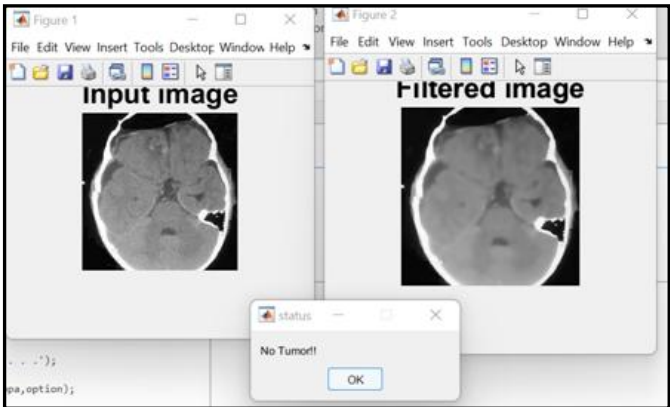 Figure 1
File Edit View Insert Tools Desktop Window Help
Input image
Figure 2
File Edit View Insert Tools Desktop Window Help
Filtered image
status
No Tumor!!
OK
. . .');
pa,option);